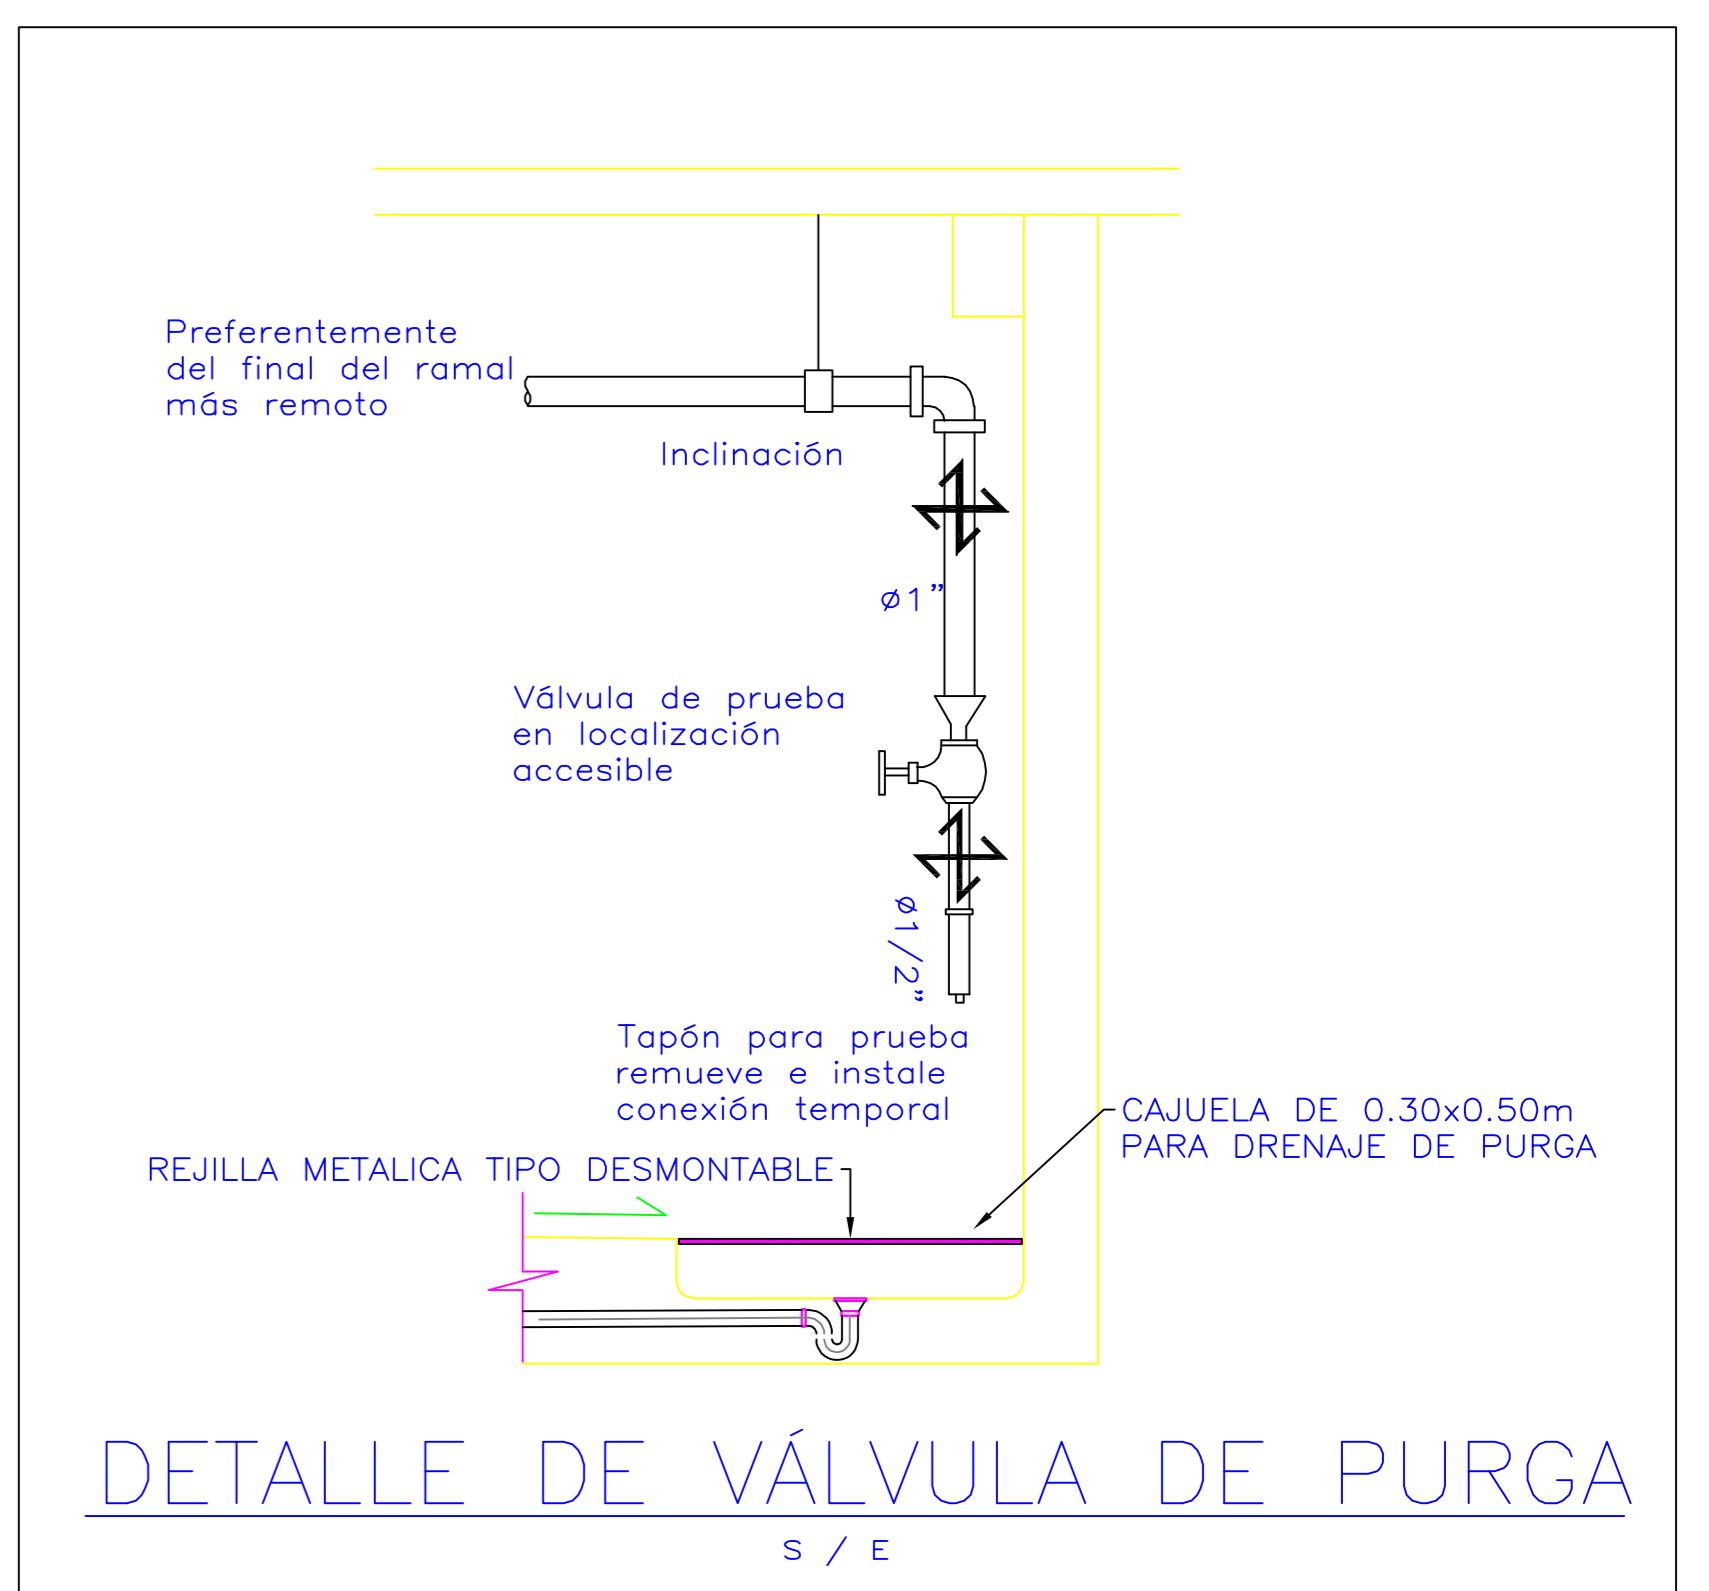 Preferentemente
del final del ramal
más remoto
Inclinación
ø1"
Válvula de prueba
en localización
accesible
ø1/2"
Tapón para prueba
remueve e instale
conexión temporal
CAJUELA DE 0.30x0.50m
PARA DRENAJE DE PURGA
REJILLA METALICA TIPO DESMONTABLE
DETALLE DE VÁLVULA DE PURGA
S / E